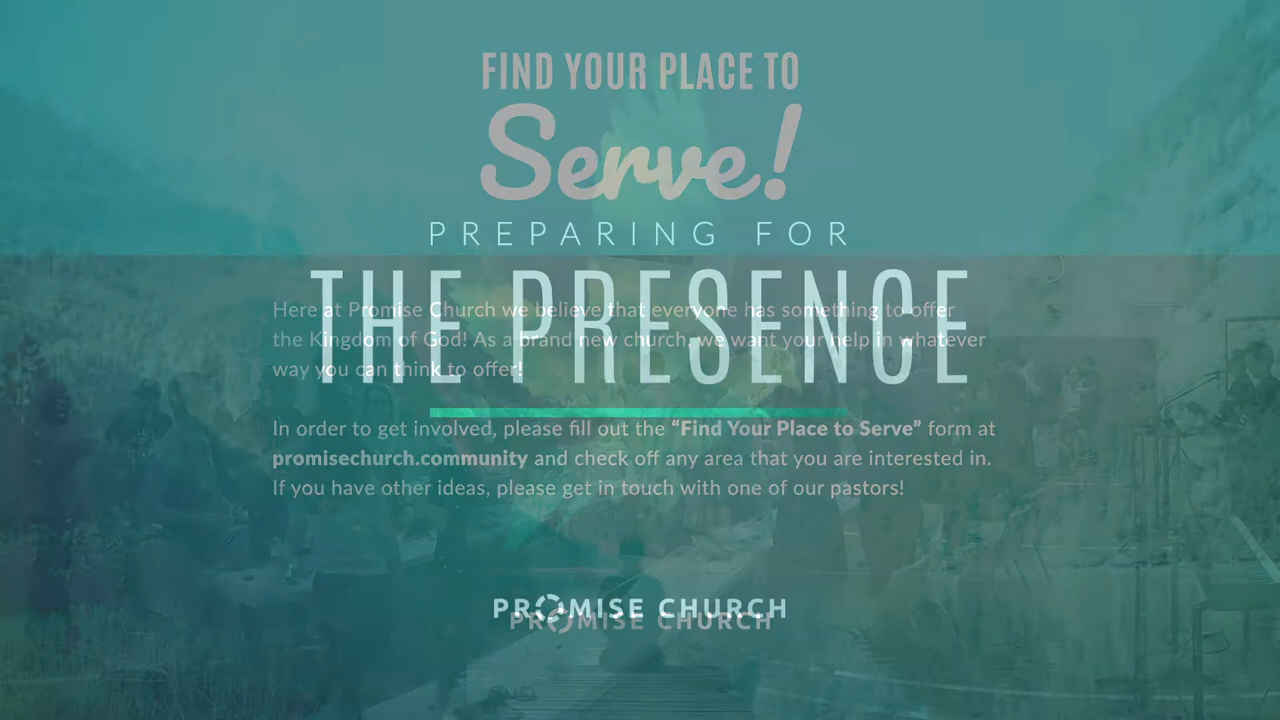 FIND YOUR PLACE TO
Serve!
PREPARING FOR
THE PRESENCE
Here at Promise Church we believe that everyone has something to offer
the Kingdom of God! As a brand new church, we want your help in whatever
way you can think to offer!
In order to get involved, please fill out the “Find Your Place to Serve” form at
promisechurch.community and check off any area that you are interested in.
If you have other ideas, please get in touch with one of our pastors!
PROMISE CHURCH
PROMISE CHURCH